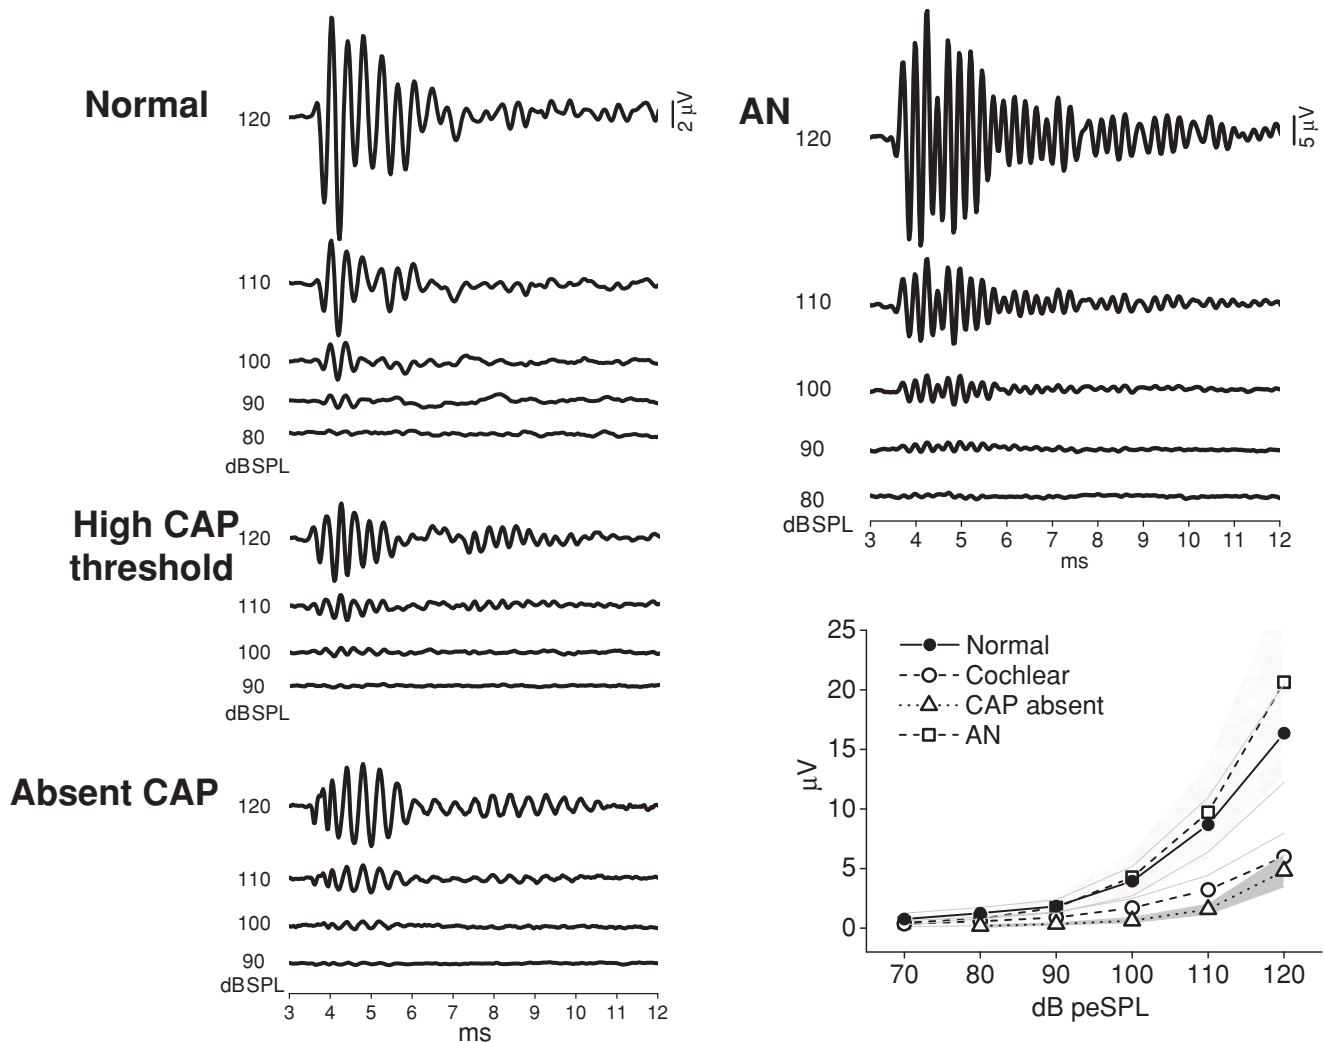 Normal
120
2 µV
110
100
90
80
dBSPL
High CAP
threshold
120
110
100
90
dBSPL
Absent CAP
120
110
100
90
dBSPL
3 4 5 6 7 8 9 10 11 12
ms
AN
120
5 µV
110
100
90
80
dBSPL
3 4 5 6 7 8 9 10 11 12
ms
25
20
15
10
5
0
µV
Normal
Cochlear
CAP absent
AN
70 80 90 100 110 120
dB peSPL